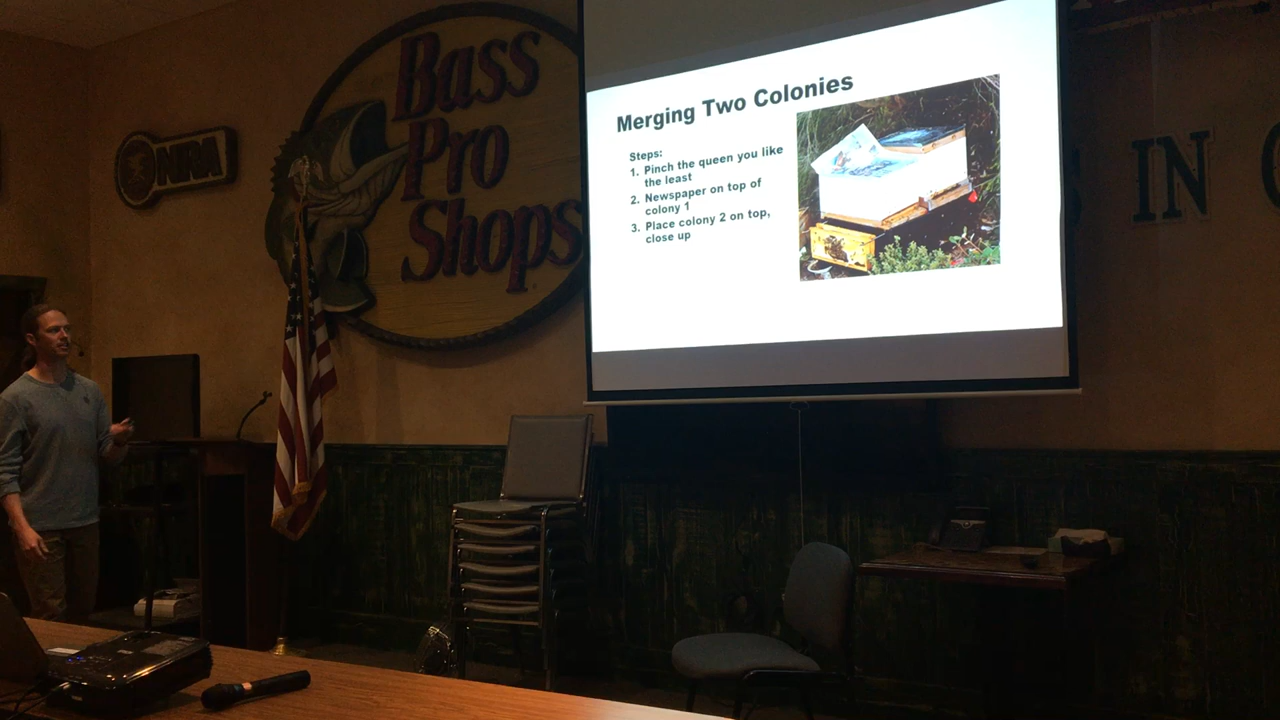 NRA
Bass
Pro
Shops
Merging Two Colonies
Steps:
1. Pinch the queen you like
the least
2. Newspaper on top of
colony 1
3. Place colony 2 on top,
close up
IN